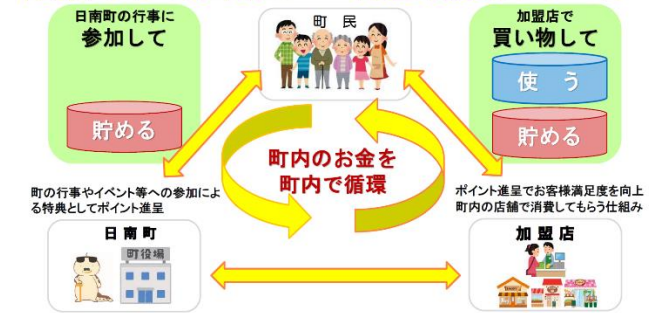 日南町の行事に
参加して
貯める
町 民
加盟店で
買い物して
使 う
貯める
町内のお金を
町内で循環
町の行事やイベント等への参加によ
る特典としてポイント進呈
ポイント進呈でお客様満足度を向上
町内の店舗で消費してもらう仕組み
日 南 町
町役場
加 盟 店